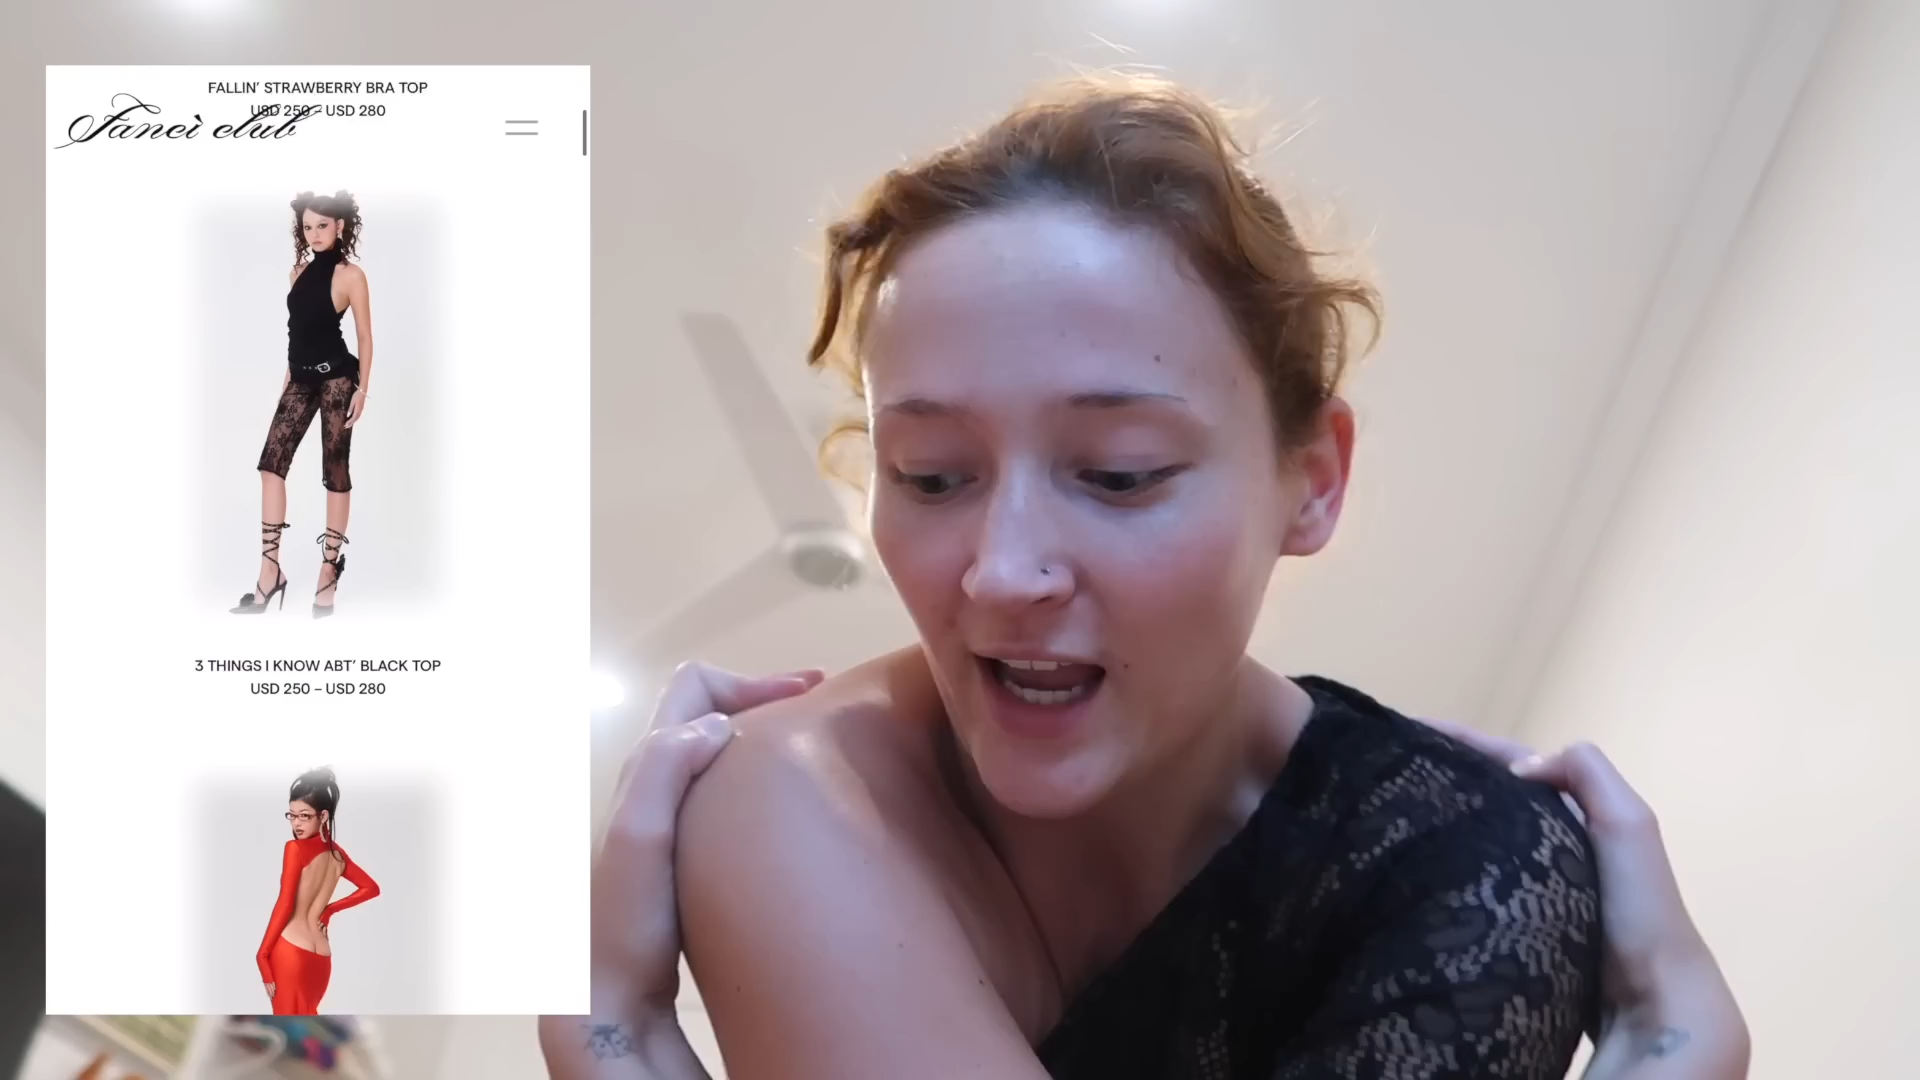 FALLIN' STRAWBERRY BRA TOP
USD 250 – USD 280
Fancì club
3 THINGS I KNOW ABT' BLACK TOP
USD 250 – USD 280